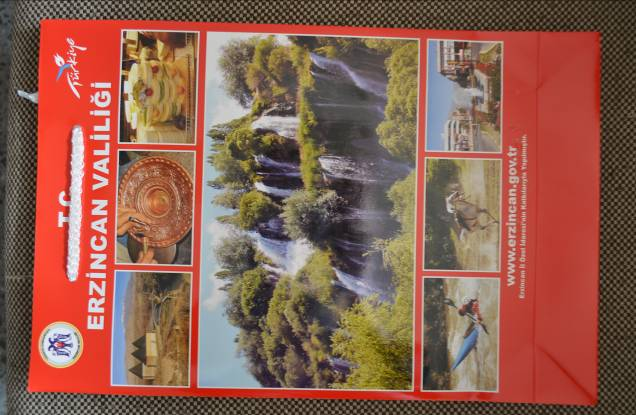 Türkiye
T.C.
ERZİNCAN VALİLİĞİ
www.erzincan.gov.tr
Erzincan İl Özel İdaresi'nin Katkılarıyla Yapılmıştır.